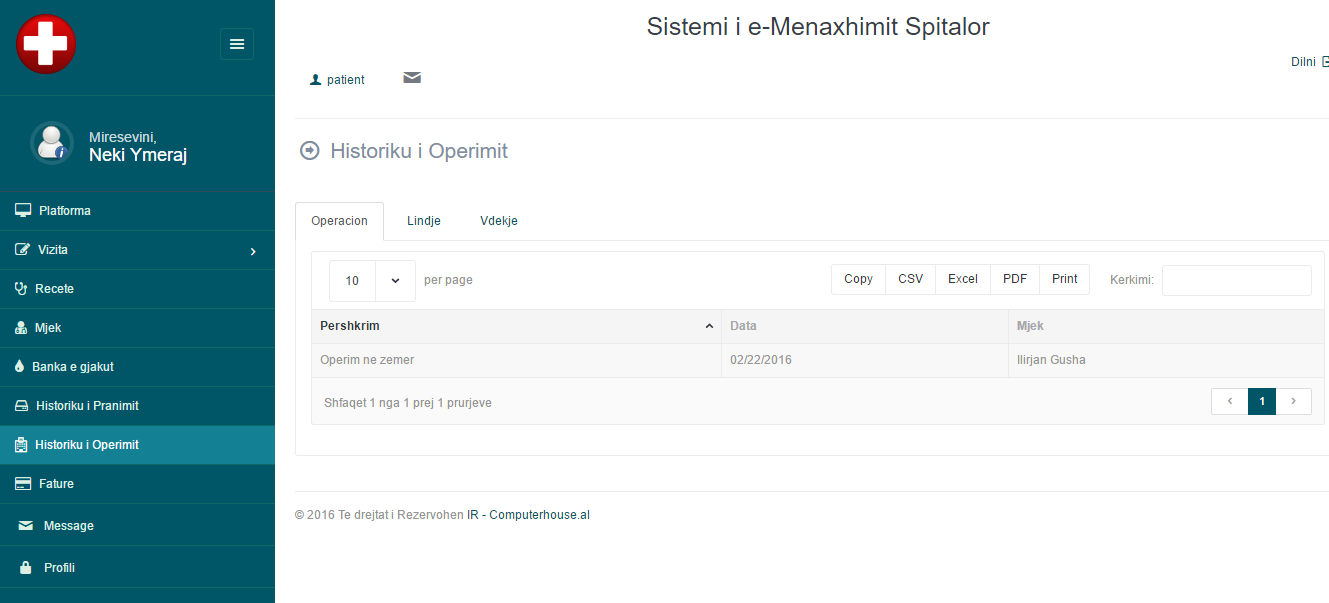 Sistemi i e-Menaxhimit Spitalor
Dilni
patient
Miresevini,
Neki Ymeraj
Platforma
Vizita
Recete
Mjek
Banka e gjakut
Historiku i Pranimit
Historiku i Operimit
Fature
Message
Profili
Historiku i Operimit
Operacion Lindje Vdekje
10 per page Copy CSV Excel PDF Print Kerkimi:
Pershkrim Data Mjek
Operim ne zemer 02/22/2016 Ilirjan Gusha
Shfaqet 1 nga 1 prej 1 prurjeve 1
© 2016 Te drejtat i Rezervohen IR - Computerhouse.al